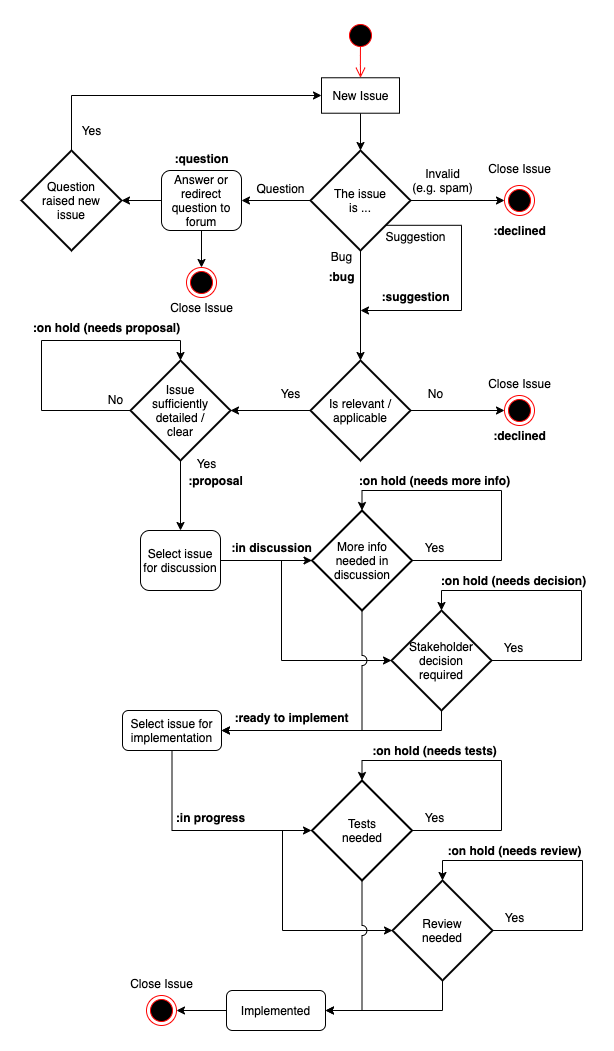 New Issue
Yes
:question
Question
raised new
issue
Answer or
redirect
question to
forum
Question
The issue
is ...
Invalid
(e.g. spam)
Close Issue
:declined
Suggestion
Bug
:bug
:suggestion
Close Issue
:on hold (needs proposal)
No
Issue
sufficiently
detailed /
clear
Yes
Is relevant /
applicable
No
Close Issue
:declined
Yes
:proposal
:on hold (needs more info)
Select issue
for discussion
:in discussion
More info
needed in
discussion
Yes
:on hold (needs decision)
Stakeholder
decision
required
Yes
Select issue for
implementation
:ready to implement
:on hold (needs tests)
:in progress
Tests
needed
Yes
:on hold (needs review)
Review
needed
Yes
Close Issue
Implemented